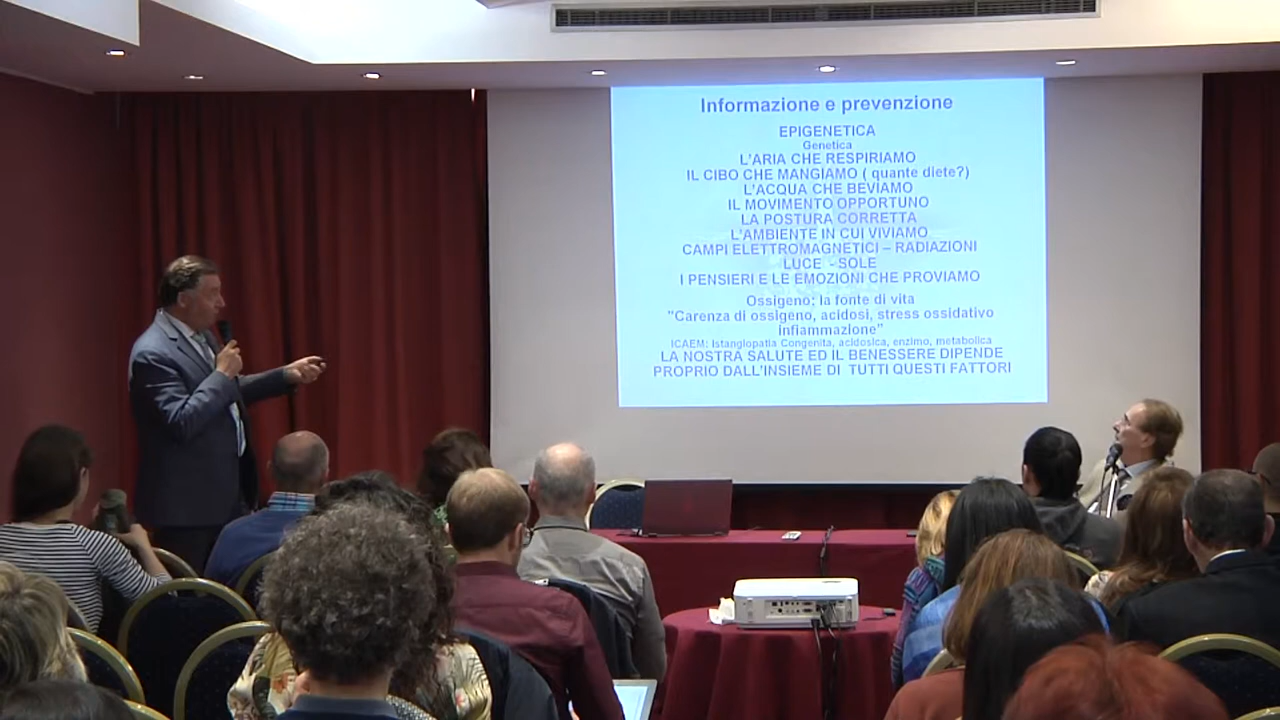 Informazione e prevenzione
EPIGENETICA
Genetica
L'ARIA CHE RESPIRIAMO
IL CIBO CHE MANGIAMO ( quante diete?)
L'ACQUA CHE BEVIAMO
IL MOVIMENTO OPPORTUNO
LA POSTURA CORRETTA
L'AMBIENTE IN CUI VIVIAMO
CAMPI ELETTROMAGNETICI – RADIAZIONI
LUCE - SOLE
I PENSIERI E LE EMOZIONI CHE PROVIAMO
Ossigeno: la fonte di vita
"Carenza di ossigeno, acidosi, stress ossidativo
infiammazione"
ICAEM: Istangiopatia Congenita, acidosica, enzimo, metabolica
LA NOSTRA SALUTE ED IL BENESSERE DIPENDE
PROPRIO DALL'INSIEME DI TUTTI QUESTI FATTORI